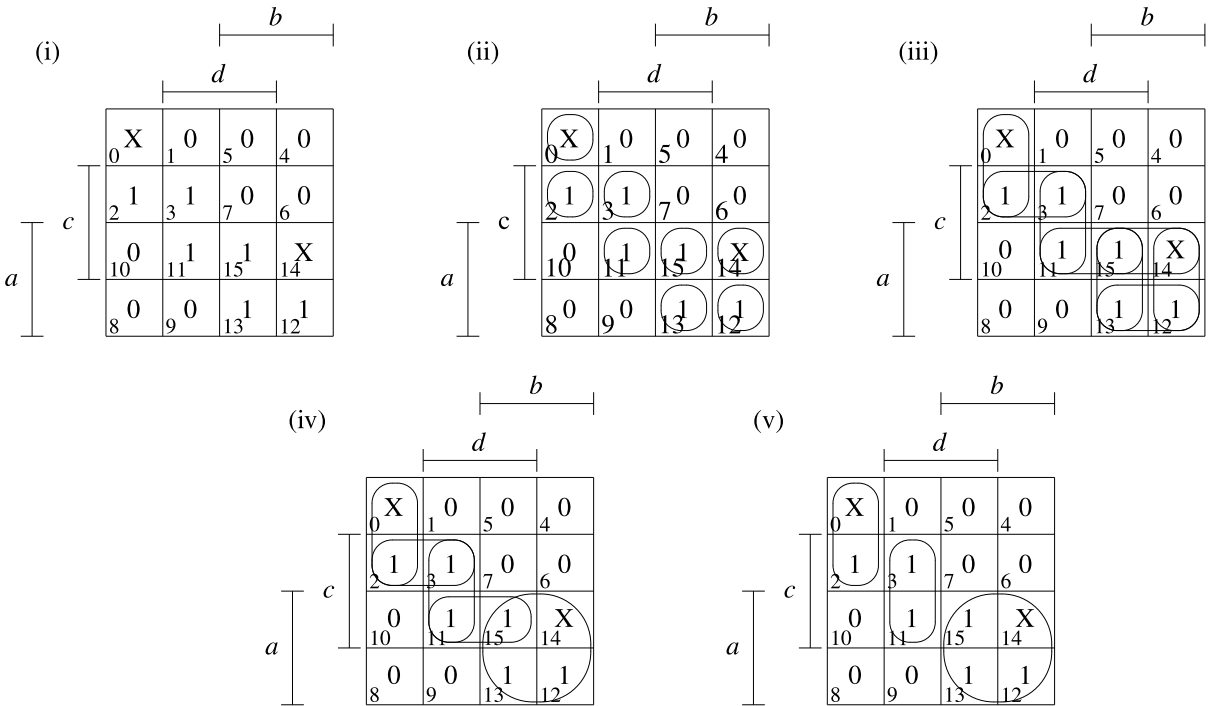 b
(i)
d
X 0 0 0
0 1 5 4
1 1 0 0
2 3 7 6
c
0 1 1 X
10 11 15 14
a
0 0 1 1
8 9 13 12
b
(ii)
d
X 0 0 0
0 1 5 4
1 1 0 0
2 3 7 6
c
0 1 1 X
10 11 15 14
a
0 0 1 1
8 9 13 12
b
(iii)
d
X 0 0 0
0 1 5 4
1 1 0 0
2 3 7 6
c
0 1 1 X
10 11 15 14
a
0 0 1 1
8 9 13 12
b
(iv)
d
X 0 0 0
0 1 5 4
1 1 0 0
2 3 7 6
c
0 1 1 X
10 11 15 14
a
0 0 1 1
8 9 13 12
b
(v)
d
X 0 0 0
0 1 5 4
1 1 0 0
2 3 7 6
c
0 1 1 X
10 11 15 14
a
0 0 1 1
8 9 13 12